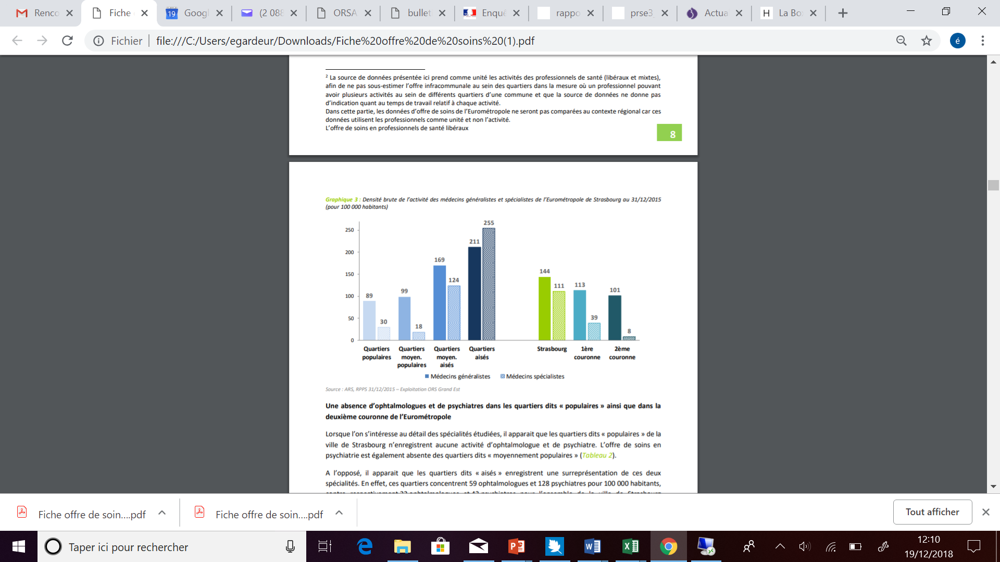 Renco
Fiche
19
Googl
(2 088
ORSA
bullet
Enquê
rappo
prse3_
Actua
H
La Bo
Fichier
file:///C:/Users/egardeur/Downloads/Fiche%20offre%20de%20soins%20(1).pdf
é
² La source de données présentée ici prend comme unité les activités des professionnels de santé (libéraux et mixtes),
afin de ne pas sous-estimer l’offre infracommunale au sein des quartiers dans la mesure où un professionnel pouvant
avoir plusieurs activités au sein de différents quartiers d’une commune et que la source de données ne donne pas
d’indication quant au temps de travail relatif à chaque activité.
Dans cette partie, les données d’offre de soins de l’Eurométropole ne seront pas comparées au contexte régional car ces
données utilisent les professionnels comme unité et non l’activité.
L’offre de soins en professionnels de santé libéraux
8
Graphique 3 : Densité brute de l’activité des médecins généralistes et spécialistes de l’Eurométropole de Strasbourg au 31/12/2015
(pour 100 000 habitants)
250
200
150
100
50
0
89
30
99
18
169
124
211
255
144
111
113
39
101
8
Quartiers
populaires
Quartiers
moyen.
populaires
Quartiers
moyen.
aisés
Quartiers
aisés
Strasbourg
1ère
couronne
2ème
couronne
Médecins généralistes
Médecins spécialistes
Source : ARS, RPPS 31/12/2015 – Exploitation ORS Grand Est
Une absence d’ophtalmologues et de psychiatres dans les quartiers dits « populaires » ainsi que dans la
deuxième couronne de l’Eurométropole
Lorsque l’on s’intéresse au détail des spécialités étudiées, il apparait que les quartiers dits « populaires » de la
ville de Strasbourg n’enregistrent aucune activité d’ophtalmologue et de psychiatre. L’offre de soins en
psychiatrie est également absente des quartiers dits « moyennement populaires » (Tableau 2).
A l’opposé, il apparait que les quartiers dits « aisés » enregistrent une surreprésentation de ces deux
spécialités. En effet, ces quartiers concentrent 59 ophtalmologues et 128 psychiatres pour 100 000 habitants,
Fiche offre de soin....pdf
Fiche offre de soin....pdf
Tout afficher
Taper ici pour rechercher
12:10
19/12/2018